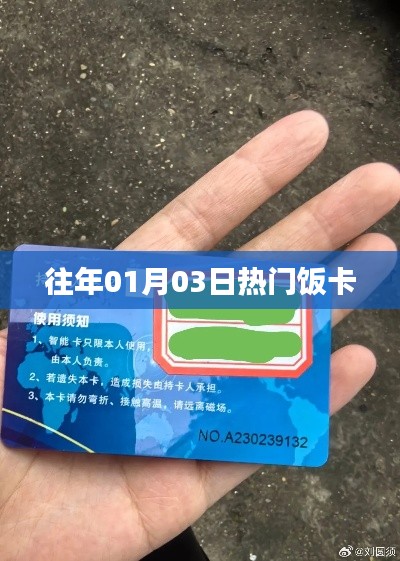 往年01月03日热门饭卡
使用须知
1、智能卡只限本人使用,
由本人负责。
2、若遗失本卡,造成损失由持卡人承担。
3、本卡请勿弯折、接触高温,请远离磁场。
NO.A230239132
@刘圆须